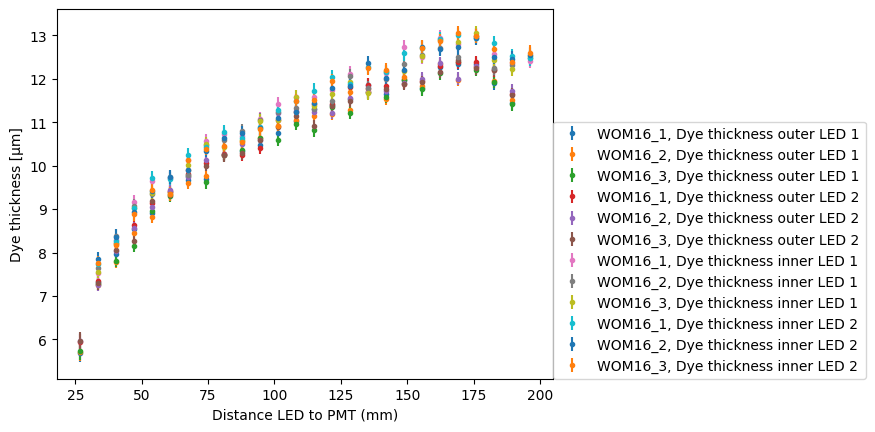 13
12
11
10
9
8
7
6
Dye thickness [µm]
25
50
75
100
125
150
175
200
Distance LED to PMT (mm)
WOM16_1, Dye thickness outer LED 1
WOM16_2, Dye thickness outer LED 1
WOM16_3, Dye thickness outer LED 1
WOM16_1, Dye thickness outer LED 2
WOM16_2, Dye thickness outer LED 2
WOM16_3, Dye thickness outer LED 2
WOM16_1, Dye thickness inner LED 1
WOM16_2, Dye thickness inner LED 1
WOM16_3, Dye thickness inner LED 1
WOM16_1, Dye thickness inner LED 2
WOM16_2, Dye thickness inner LED 2
WOM16_3, Dye thickness inner LED 2